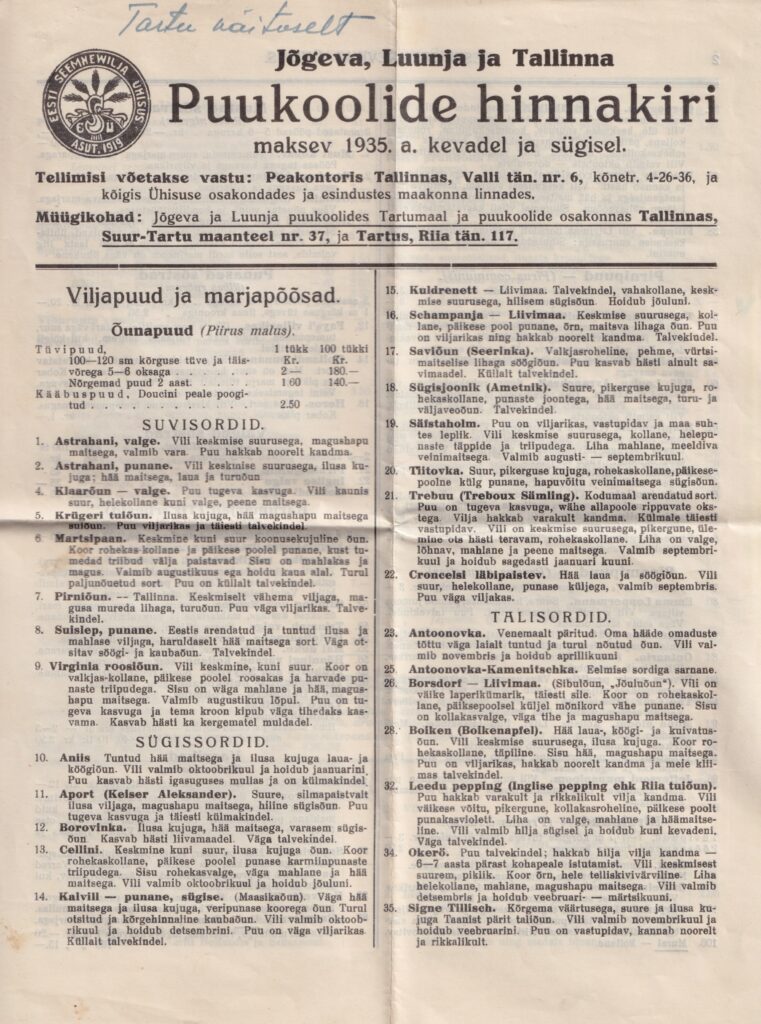 Tartu näituselt
EESTI SEEMNEWILJA ÜHISUS
ASUT. 1919
Jõgeva, Luunja ja Tallinna
Puukoolide hinnakiri
maksev 1935. a. kevadel ja sügisel.
Tellimisi võetakse vastu: Peakontoris Tallinnas, Valli tän. nr. 6, kõnetr. 4-26-36, ja
kõigis Ühisuse osakondades ja esindustes maakonna linnades.
Müügikohad: Jõgeva ja Luunja puukoolides Tartumaal ja puukoolide osakonnas Tallinnas,
Suur-Tartu maanteel nr. 37, ja Tartus, Riia tän. 117.
Viljapuud ja marjapõõsad.
Õunapuud (Piirus malus).
Tüvipuud, 1 tükk 100 tükki
100—120 sm kõrguse tüve ja täis- Kr. Kr.
võrega 5—6 oksaga . . . . . 2— 180.—
Nõrgemad puud 2 aast. . . . . 1 60 140.—
Kääbuspuud, Doucini peale poogi-
tud . . . . . . . . . . . 2.50
SUVISORDID.
1. Astrahani, valge. Vili keskmise suurusega, magushapu
maitsega, valmib vara. Puu hakkab noorelt kandma.
2. Astrahani, punane. Vili keskmise suurusega, ilusa ku-
juga; hää maitsega, laua ja turuõun
4. Klaarõun — valge. Puu tugeva kasvuga. Vili kaunis
suur, helekollane kuni valge, peene maitsega.
5. Krügeri tuiõun. Ilusa kujuga, hää magushapu maitsega
suiõun. Puu viljarikas ja täiesti talvekindel.
6 Martsipaan. Keskmine kuni suur koonusekujuline õun.
Koor rohekas-kollane ja päikese poolel punane, kust tu-
medad triibud välja paistavad Sisu on mahlakas ja
magus. Valmib augustikuus ega hoidu kaua alal. Turul
paljunõuetud sort. Puu on küllalt talvekindel.
7. Pirniõun. -- Tallinna. Keskmiselt vähema viljaga, ma-
gusa mureda lihaga, turuõun. Puu väga viljarikas. Talve-
kindel.
8. Suislep, punane. Eestis arendatud ja tuntud ilusa ja
mahlase viljaga, haruldaselt hää maitsega sort. Väga ot-
sitav söögi- ja kaubaõun. Talvekindel.
9. Virginia roosiõun. Vili keskmine, kuni suur. Koor on
valkjas-kollane, päikese poolel roosakas ja harvade pu-
naste triipudega. Sisu on wäga mahlane ja hää, magus-
hapu maitsega. Valmib augustikuu lõpul. Puu on tu-
geva kasvuga ja tema kroon kipub väga tihedaks kas-
vama. Kasvab hästi ka kergematel muldadel.
SÜGISSORDID.
10. Aniis Tuntud hää maitsega ja ilusa kujuga laua- ja
köögiõun. Vili valmib oktoobrikuul ja hoidub jaanuarini.
Puu kasvab hästi igasuguses mullas ja on külmakindel.
11. Aport (Keiser Aleksander). Suure, silmapaistvalt
ilusa viljaga, magushapu maitsega, hiline sügisõun. Puu
tugeva kasvuga ja täiesti külmakindel.
12. Borovinka. Ilusa kujuga, hää maitsega, varasem sügis-
õun. Kasvab hästi liivamaadel. Väga talvekindel.
13. Cellini. Keskmine kuni suur, ilusa kujuga õun. Koor
rohekaskollane, päikese poolel punase karmiinpunaste
triipudega. Sisu rohekasvalge, väga mahlane ja hää
maitsega. Vili valmib oktoobrikuul ja hoidub jõuluni.
14. Kalvill — punane, sügise. (Maasikaõun). Väga hää
maitsega ja ilusa kujuga, veripunase koorega õun Turul
otsitud ja kõrgehinnaline kaubaõun. Vili valmib oktoob-
rikuul ja hoidub detsembrini. Puu on väga viljarikas.
Küllalt talvekindel.
15. Kuldrenett — Liivimaa. Talvekindel, vahakollane, kesk-
mise suurusega, hilisem sügisõun. Hoidub jõuluni.
16. Schampanja — Liivimaa. Keskmise suurusega, kol-
lane, päikese pool punane, õrn, maitsva lihaga õun. Puu
on viljarikas ning hakkab noorelt kandma. Talvekindel.
17. Saviõun (Seerinka). Valkjasroheline, pehme, vürtsi-
maitselise lihaga söögiõun. Puu kasvab hästi ainult sa-
vimaadel. Küllalt talvekindel.
18. Sügisjoonik (Ametnik). Suure, pikerguse kujuga, ro-
hekaskollane, punaste joontega, hää maitsega, turu- ja
väljaveoõun. Talvekindel.
19. Säistaholm. Puu on viljarikas, vastupidav ja maa suh-
tes leplik. Vili keskmise suurusega, kollane, helepuna-
naste täppide ja triipudega. Liha mahlane, meeldiva
veinimaitsega. Valmib augusti- — septembrikuul.
20. Tiitovka. Suur, pikerguse kujuga, rohekaskollane, päikese-
poolne külg punane, hapuvõitu veinimaitsega sügisõun.
21. Trebuu (Treboux Sämling). Kodumaal arendatud sort.
Puu on tugeva kasvuga, wähe allapoole rippuvate oks-
tega. Vilja hakkab varakult kandma. Külmale täiesti
vastupidav. Vili on keskmise suurusega, pikergune, üle-
mine ots hästi teravam, rohekaskollane. Liha on valge,
lõhnav, mahlane ja peene maitsega. Valmib septembri-
kuul ja hoidub sagedasti jaanuari kuuni.
22. Croncelsi läbipaistev. Hää laua ja söögiõun. Vili
suur, helekollane, punase küljega, valmib septembris.
Puu väga viljakas.
TALISORDID.
23. Antoonovka. Venemaalt päritud. Oma hääde omaduste
tõttu väga laialt tuntud ja turul nõutud õun. Vili val-
mib novembris ja hoidub aprillikuuni
25. Antoonovka-Kamenitschka. Eelmise sordiga sarnane.
26. Borsdorf — Liivimaa. (Sibulõun, „Jõuluõun“). Vili on
väike laperikümarik, täiesti sile. Koor on rohekaskol-
lane, päiksepoolsel küljel mõnikord vähe punane. Sisu
on kollakasvalge, väga tihe ja magushapu maitsega.
28. Boiken (Boikenapfel). Hää laua-, köögi- ja kuivatus-
õun. Vili keskmise suurusega, ilusa kujuga. Koor ro-
hekaskollane, täpiline. Sisu hää, magushapu maitsega.
Puu on viljarikas, hakkab noorelt kandma ja meie klii-
mas talvekindel.
32. Leedu pepping (Inglise pepping ehk Riia tuiõun).
Puu hakkab varakult ja rikkalikult vilja kandma. Vili
väikese võitu, pikergune, kollakasroheline, päikese poolt
punakasviolett. Liha on valge, mahlane ja häämaitse-
line. Vili valmib hilja sügisel ja hoidub kuni kevadeni.
Väga talvekindel.
34. Okerö. Puu talvekindel; hakkab hilja vilja kandma —
6—7 aasta pärast kohapeale istutamist. Vili keskmisest
suurem, piklik. Koor õrn, hele telliskivivärviline. Liha
helekollane, mahlane, magushapu maitsega. Vili valmib
detsembris ja hoidub veebruari- — märtsikuuni.
35. Signe Tillisch. Kõrgema väärtusega, suure ja ilusa ku-
juga Taanist pärit taliõun. Vili valmib novembrikuul ja
hoidub veebruarini. Puu on vastupidav, kannab noorelt
ja rikkalikult.